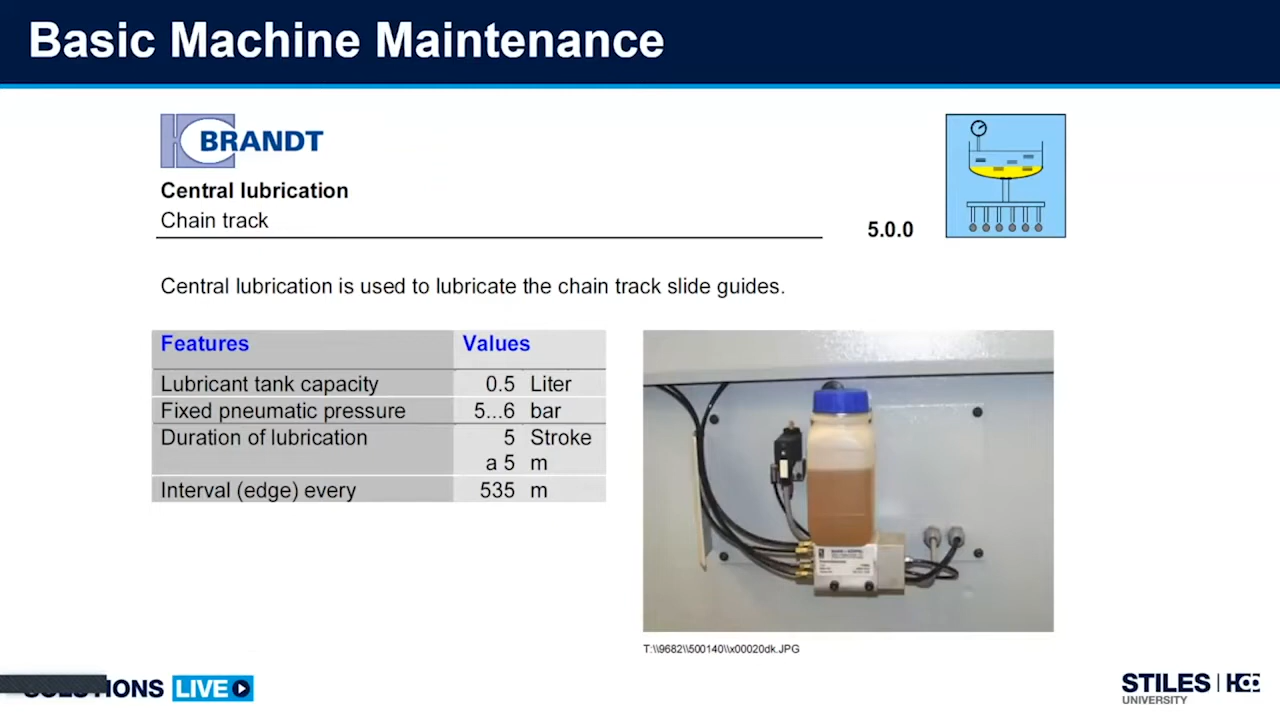 Basic Machine Maintenance
BRANDT
Central lubrication
Chain track
5.0.0
Central lubrication is used to lubricate the chain track slide guides.
Features Values
Lubricant tank capacity 0.5 Liter
Fixed pneumatic pressure 5...6 bar
Duration of lubrication 5 Stroke
a 5 m
Interval (edge) every 535 m
T:\\9682\\500140\\x00020dk.JPG
SOLUTIONS LIVE
STILES
UNIVERSITY